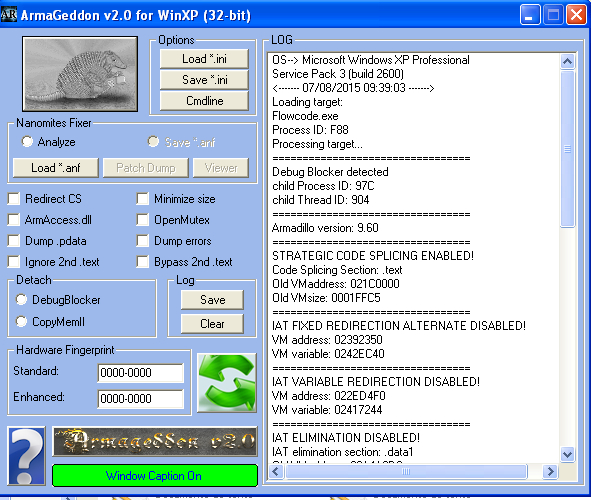 ArmaGeddon v2.0 for WinXP (32-bit)
Options
Load *.ini
Save *.ini
Cmdline
Nanomites Fixer
Analyze
Save *.anf
Load *.anf
Patch Dump
Viewer
Redirect CS
Minimize size
ArmAccess.dll
OpenMutex
Dump .pdata
Dump errors
Ignore 2nd .text
Bypass 2nd .text
Detach
DebugBlocker
CopyMemII
Log
Save
Clear
Hardware Fingerprint
Standard:
0000-0000
Enhanced:
0000-0000
Armageddon v2.0
Window Caption On
LOG
OS--> Microsoft Windows XP Professional
Service Pack 3 (build 2600)
<------- 07/08/2015 09:39:03 ------->
Loading target:
Flowcode.exe
Process ID: F88
Processing target...
==============================
Debug Blocker detected
child Process ID: 97C
child Thread ID: 904
==============================
Armadillo version: 9.60
==============================
STRATEGIC CODE SPLICING ENABLED!
Code Splicing Section: .text
Old VMaddress: 021C0000
Old VMsize: 0001FFC5
==============================
IAT FIXED REDIRECTION ALTERNATE DISABLED!
VM address: 02392350
VM variable: 0242EC40
==============================
IAT VARIABLE REDIRECTION DISABLED!
VM address: 022ED4F0
VM variable: 02417244
==============================
IAT ELIMINATION DISABLED!
IAT elimination section: .data1